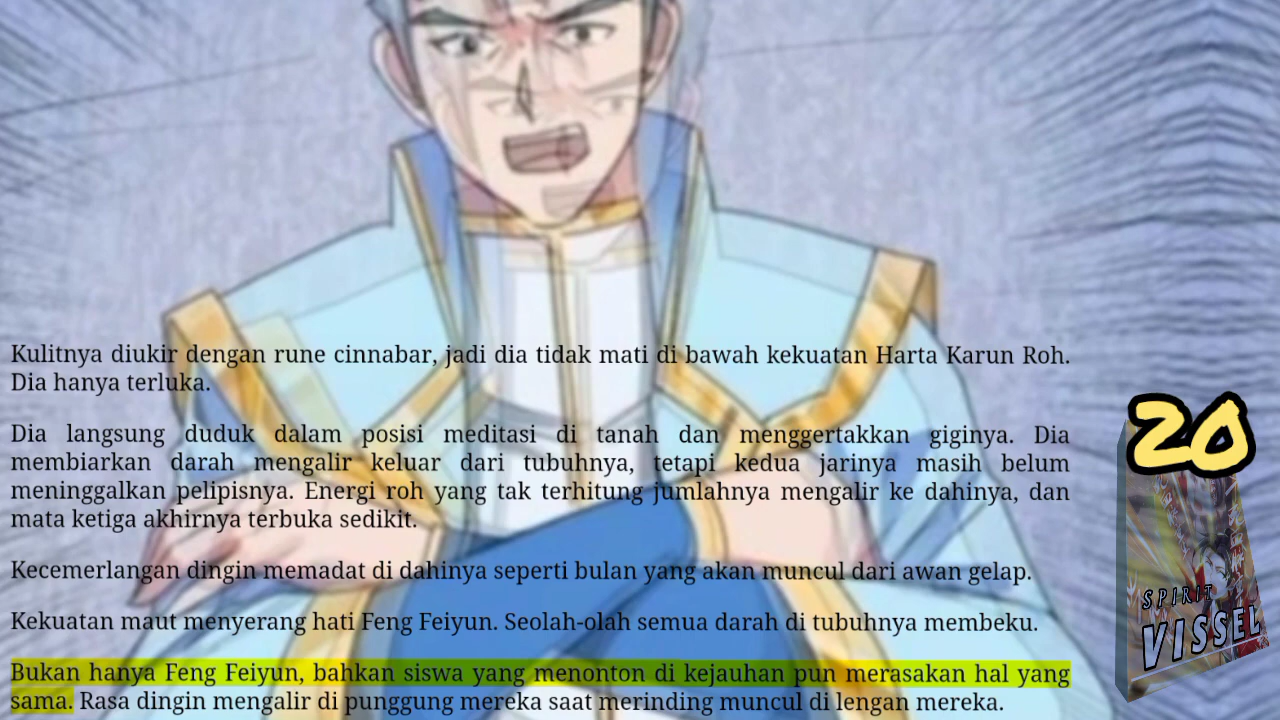 Kulitnya diukir dengan rune cinnabar, jadi dia tidak mati di bawah kekuatan Harta Karun Roh.
Dia hanya terluka.
Dia langsung duduk dalam posisi meditasi di tanah dan menggertakkan giginya. Dia
membiarkan darah mengalir keluar dari tubuhnya, tetapi kedua jarinya masih belum
meninggalkan pelipisnya. Energi roh yang tak terhitung jumlahnya mengalir ke dahinya, dan
mata ketiga akhirnya terbuka sedikit.
Kecemerlangan dingin memadat di dahinya seperti bulan yang akan muncul dari awan gelap.
Kekuatan maut menyerang hati Feng Feiyun. Seolah-olah semua darah di tubuhnya membeku.
Bukan hanya Feng Feiyun, bahkan siswa yang menonton di kejauhan pun merasakan hal yang
sama. Rasa dingin mengalir di punggung mereka saat merinding muncul di lengan mereka.
20
SPIRIT
VISSEL